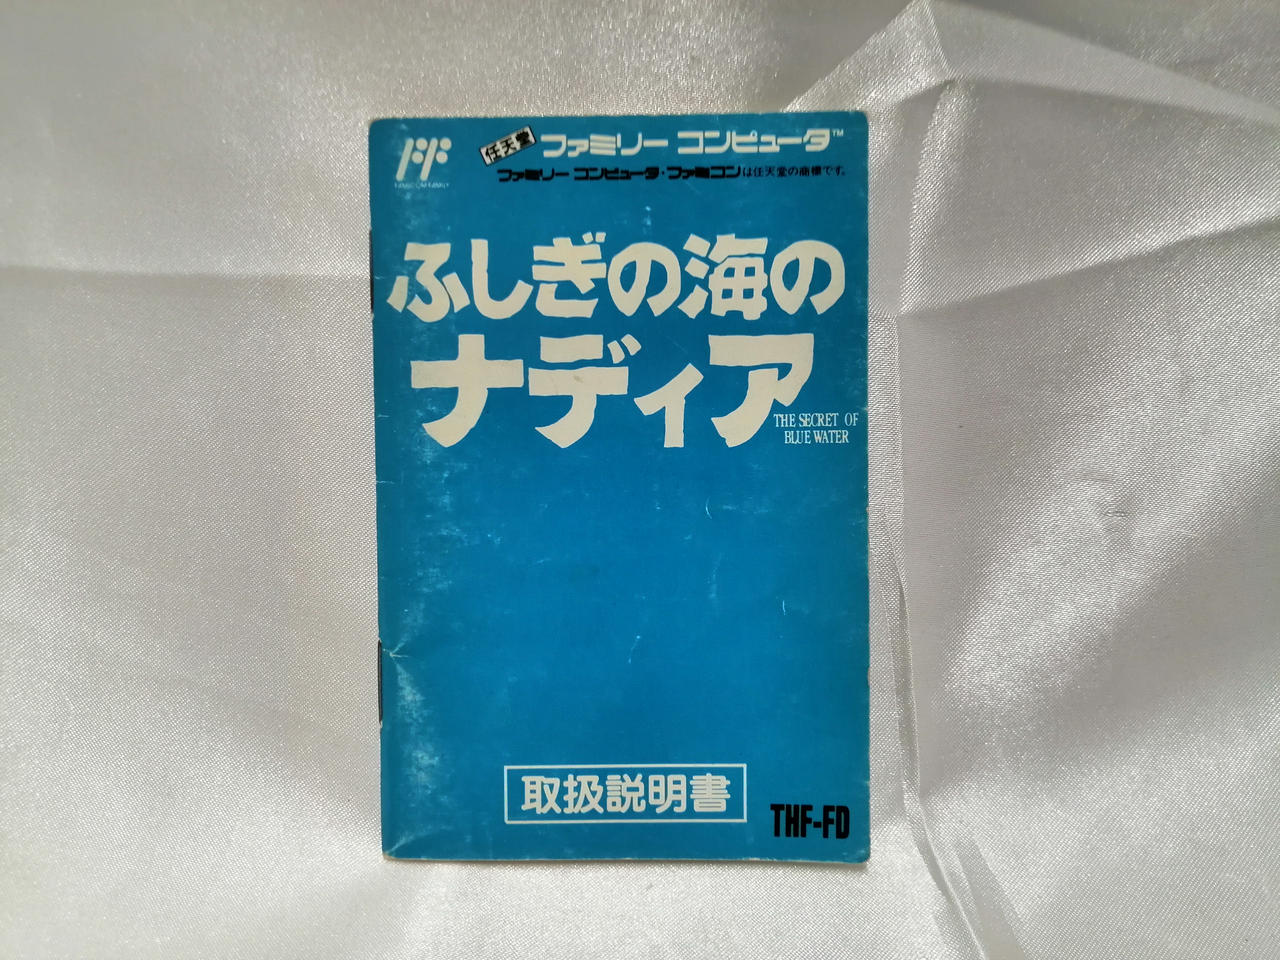 FF
FAMICOM FAMILY
任天堂
ファミリー コンピュータ™
ファミリー コンピュータ・ファミコンは任天堂の商標です。
ふしぎの海の
ナディア
THE SECRET OF
BLUE WATER
取扱説明書
THF-FD